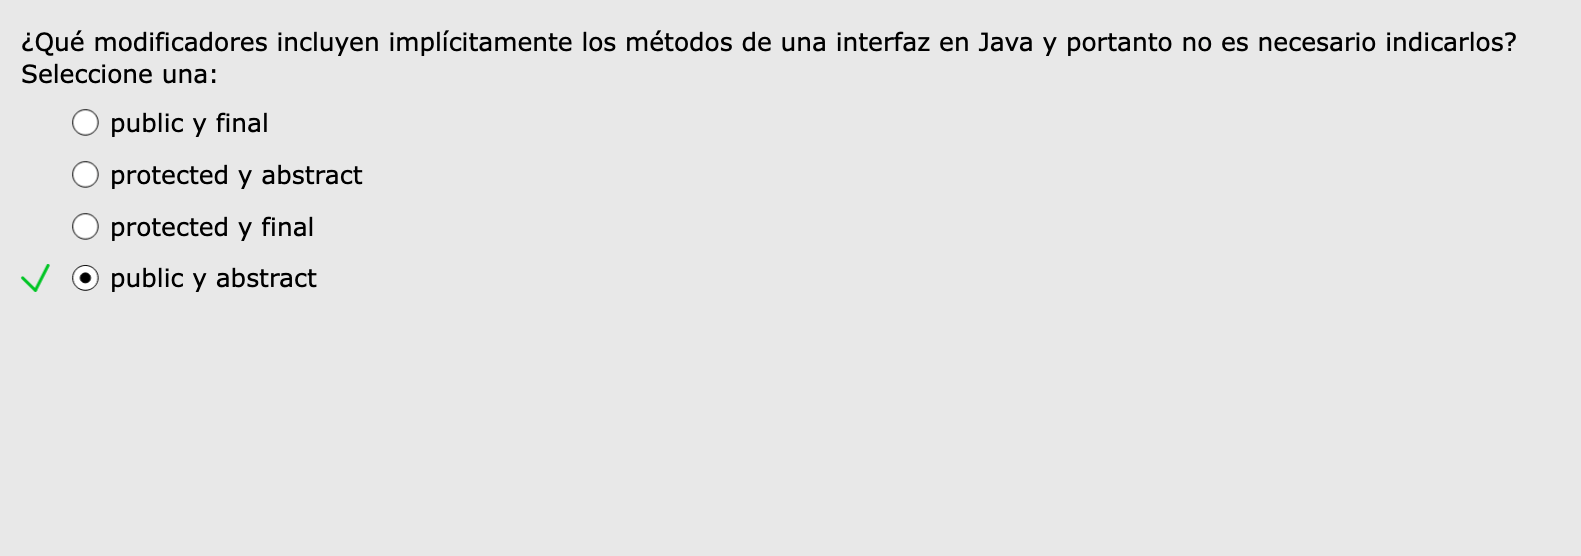 ¿Qué modificadores incluyen implícitamente los métodos de una interfaz en Java y portanto no es necesario indicarlos?
Seleccione una:
public y final
protected y abstract
protected y final
public y abstract